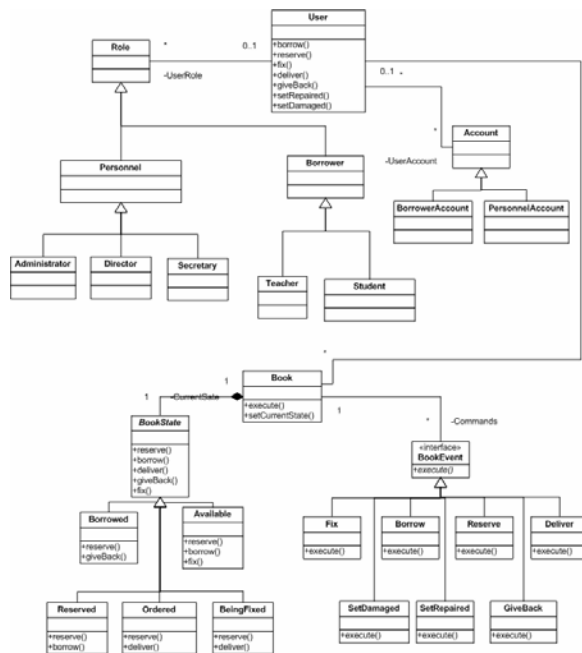 User
+borrow()
+reserve()
+fix()
+deliver()
+giveBack()
+setRepaired()
+setDamaged()
Role
*
0..1
-UserRole
0..1
*
*
-UserAccount
Account
BorrowerAccount
PersonnelAccount
Personnel
Borrower
Administrator
Director
Secretary
Teacher
Student
*
Book
+execute()
+setCurrentState()
1
-CurrentSate
1
1
*
-Commands
BookState
+reserve()
+borrow()
+deliver()
+giveBack()
+fix()
«interface»
BookEvent
+execute()
Borrowed
+reserve()
+giveBack()
Available
+reserve()
+borrow()
+fix()
Reserved
+reserve()
+borrow()
Ordered
+reserve()
+deliver()
BeingFixed
+reserve()
+deliver()
Fix
+execute()
Borrow
+execute()
Reserve
+execute()
Deliver
+execute()
SetDamaged
+execute()
SetRepaired
+execute()
GiveBack
+execute()